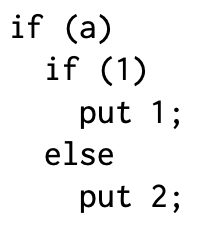 if (a)
  if (1)
    put 1;
  else
    put 2;